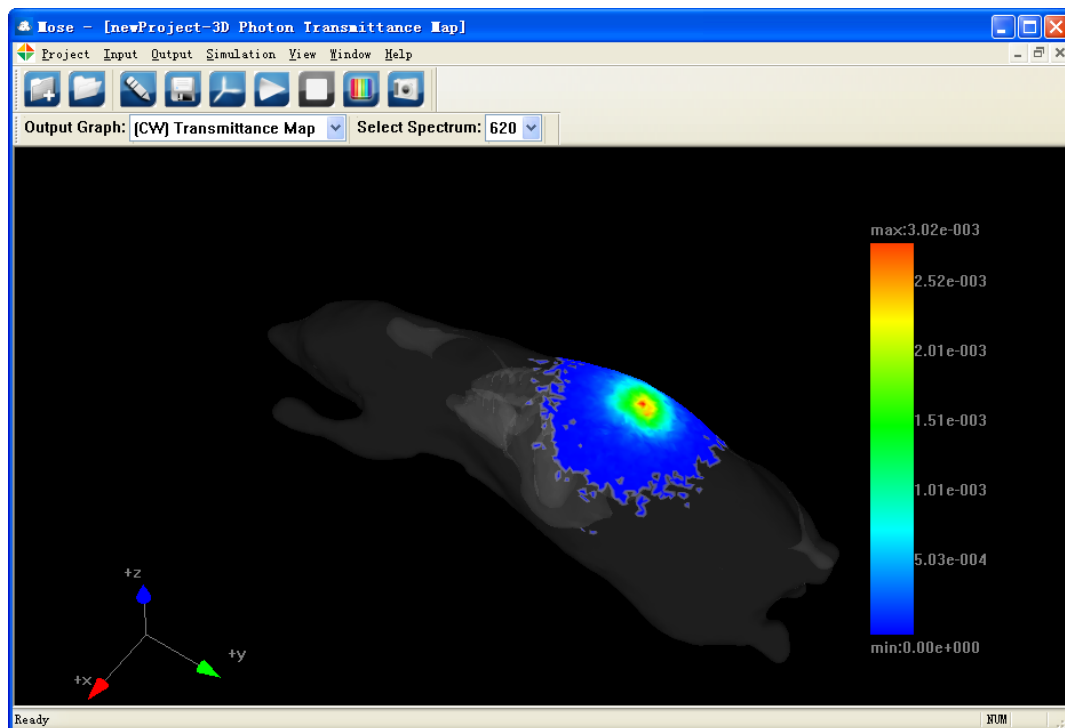 Mose - [newProject-3D Photon Transmittance Map]
Project Input Output Simulation View Window Help
Output Graph: (CW) Transmittance Map Select Spectrum: 620
max:3.02e-003
2.52e-003
2.01e-003
1.51e-003
1.01e-003
5.03e-004
min:0.00e+000
+z
+y
+x
Ready NUM